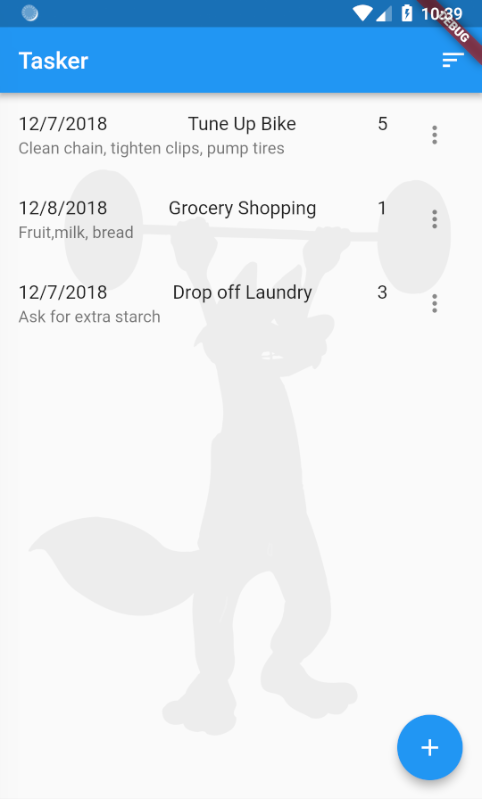 10:39
DEBUG
Tasker
12/7/2018 Tune Up Bike 5
Clean chain, tighten clips, pump tires
12/8/2018 Grocery Shopping 1
Fruit,milk, bread
12/7/2018 Drop off Laundry 3
Ask for extra starch